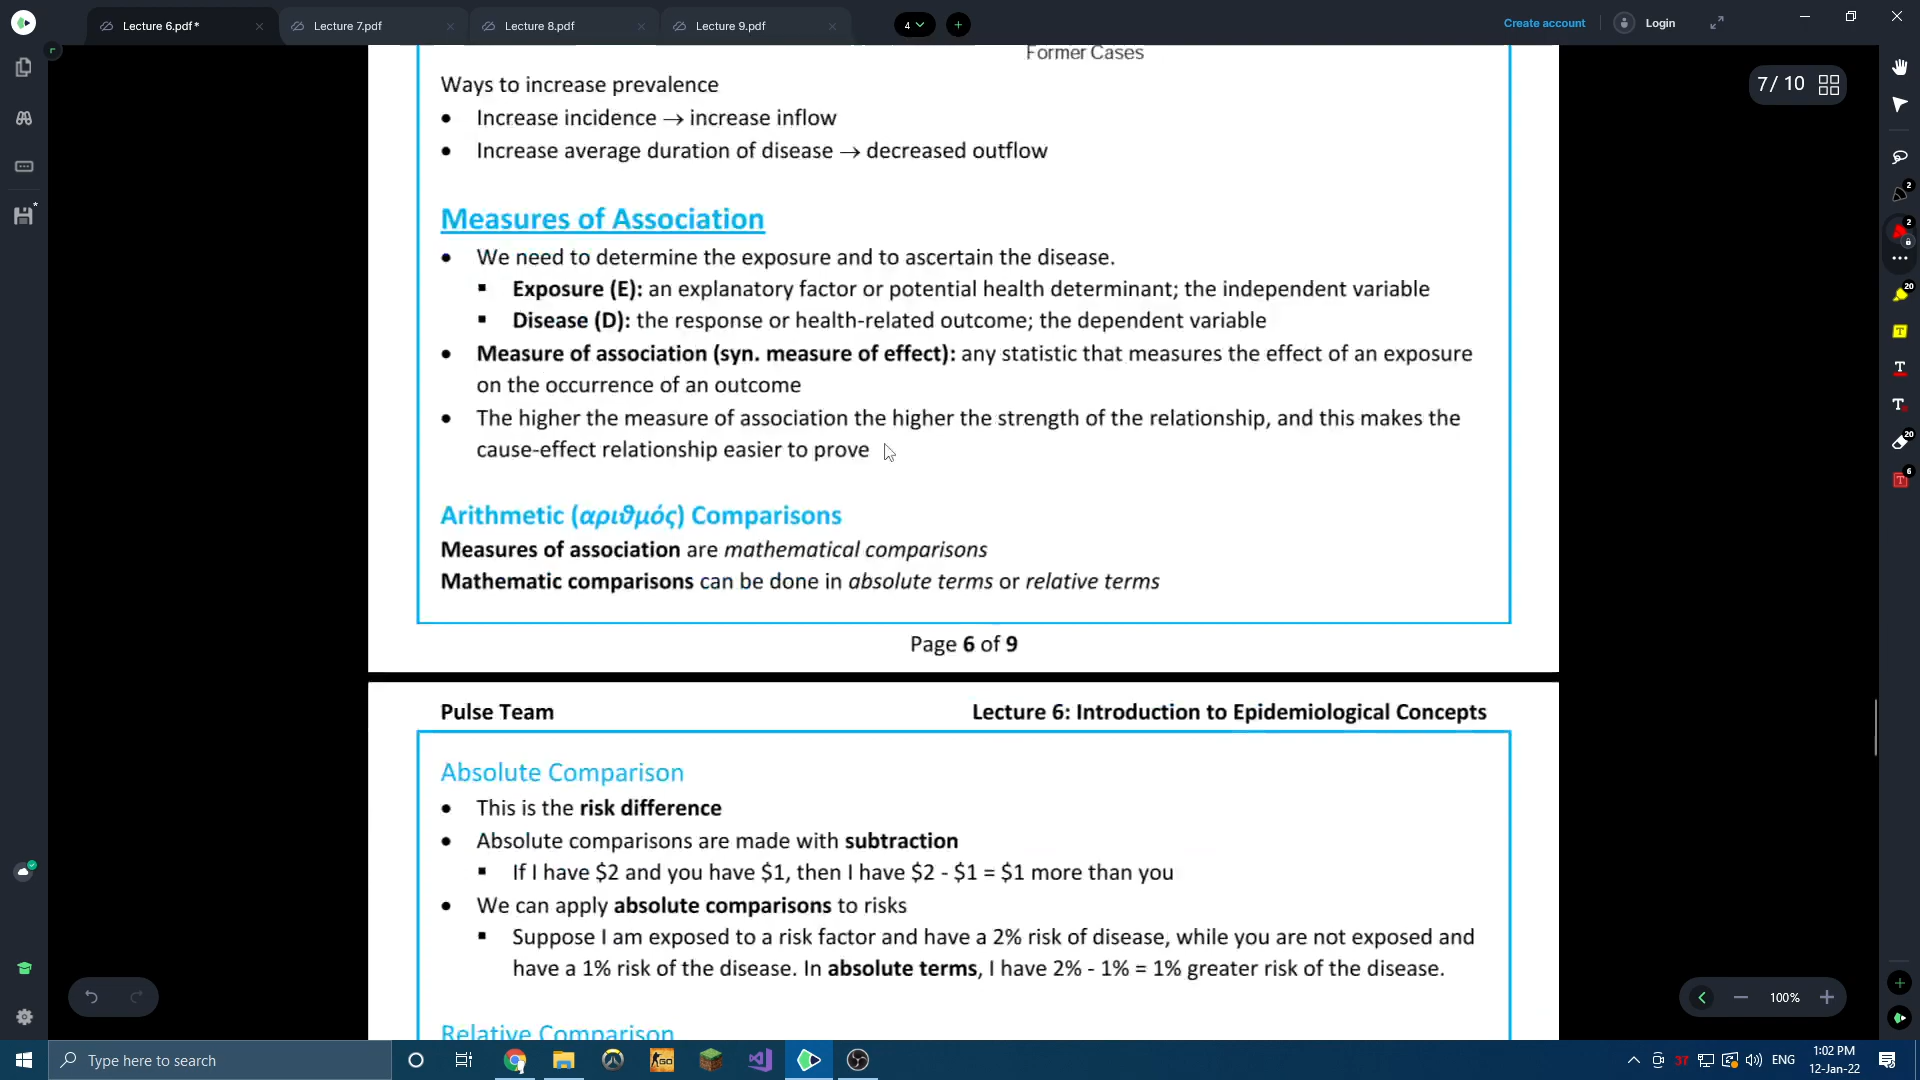 Lecture 6.pdf*
Lecture 7.pdf
Lecture 8.pdf
Lecture 9.pdf
4
Create account
Login
Former Cases
7 / 10
Ways to increase prevalence
• Increase incidence → increase inflow
• Increase average duration of disease → decreased outflow
Measures of Association
• We need to determine the exposure and to ascertain the disease.
▪ Exposure (E): an explanatory factor or potential health determinant; the independent variable
▪ Disease (D): the response or health-related outcome; the dependent variable
• Measure of association (syn. measure of effect): any statistic that measures the effect of an exposure
on the occurrence of an outcome
• The higher the measure of association the higher the strength of the relationship, and this makes the
cause-effect relationship easier to prove
Arithmetic (αριθμός) Comparisons
Measures of association are mathematical comparisons
Mathematic comparisons can be done in absolute terms or relative terms
Page 6 of 9
Pulse Team
Lecture 6: Introduction to Epidemiological Concepts
Absolute Comparison
• This is the risk difference
• Absolute comparisons are made with subtraction
▪ If I have $2 and you have $1, then I have $2 - $1 = $1 more than you
• We can apply absolute comparisons to risks
▪ Suppose I am exposed to a risk factor and have a 2% risk of disease, while you are not exposed and
have a 1% risk of the disease. In absolute terms, I have 2% - 1% = 1% greater risk of the disease.
Relative Comparison
2
2
20
T
T
T
20
T
6
100%
Type here to search
GO
37
ENG
1:02 PM
12-Jan-22